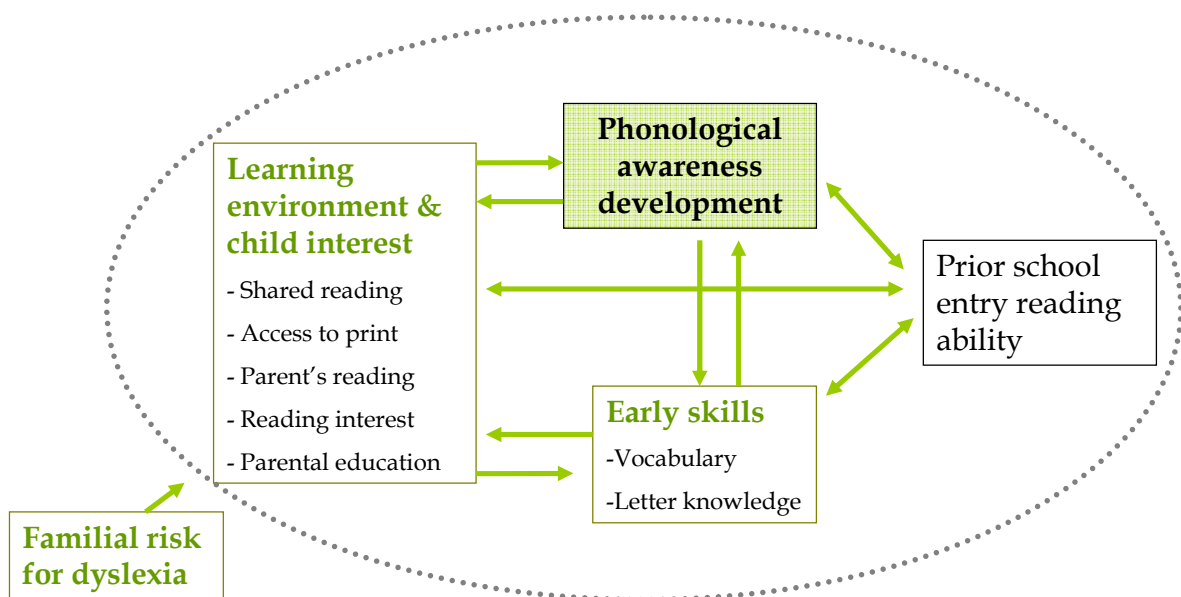 Phonological
awareness
development
Learning
environment &
child interest
- Shared reading
- Access to print
- Parent's reading
- Reading interest
- Parental education
Prior school
entry reading
ability
Early skills
-Vocabulary
-Letter knowledge
Familial risk
for dyslexia